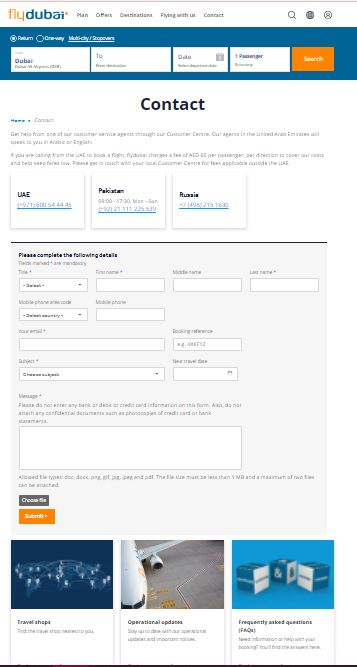 flydubai
Plan Offers Destinations Flying with us Contact
Return One-way Multi-city / Stopovers
Dubai
Dubai All Airports (DXB)
To
Enter destination
Date
Select departure date
1 Passenger
Economy
Search
Contact
Home Contact
Get help from one of our customer service agents through our Customer Centre. Our agents in the United Arab Emirates will
speak to you in Arabic or English.
If you are calling from the UAE to book a flight, flydubai charges a fee of AED 60 per passenger, per direction to cover our costs
and help keep fares low. Please get in touch with your local Customer Centre for fees applicable outside the UAE.
UAE
(+971) 600 54 44 45
Pakistan
09:00 - 17:30, Mon - Sun
(+92) 21 111 225 539
Russia
+7 (495) 215 1630
Please complete the following details
Fields marked * are mandatory
Title * First name * Middle name Last name *
- Select -
Mobile phone area code Mobile phone
- Select country -
Your email * Booking reference
e.g. 4XXF42
Subject * New travel date
Choose subject
Message *
Please do not enter any bank or debit or credit card information on this form. Also, do not
attach any confidential documents such as photocopies of credit card or bank
statements.
Allowed file types: doc, docx, png, gif, jpg, jpeg and pdf. The file size must be less than 1 MB and a maximum of two files
can be attached.
Choose file
Submit
Travel shops
Find the travel shop nearest to you.
Operational updates
Stay up to date with our operational
updates and important notices.
Frequently asked questions
(FAQs)
Need information or help with your
booking? You'll find the answers here.